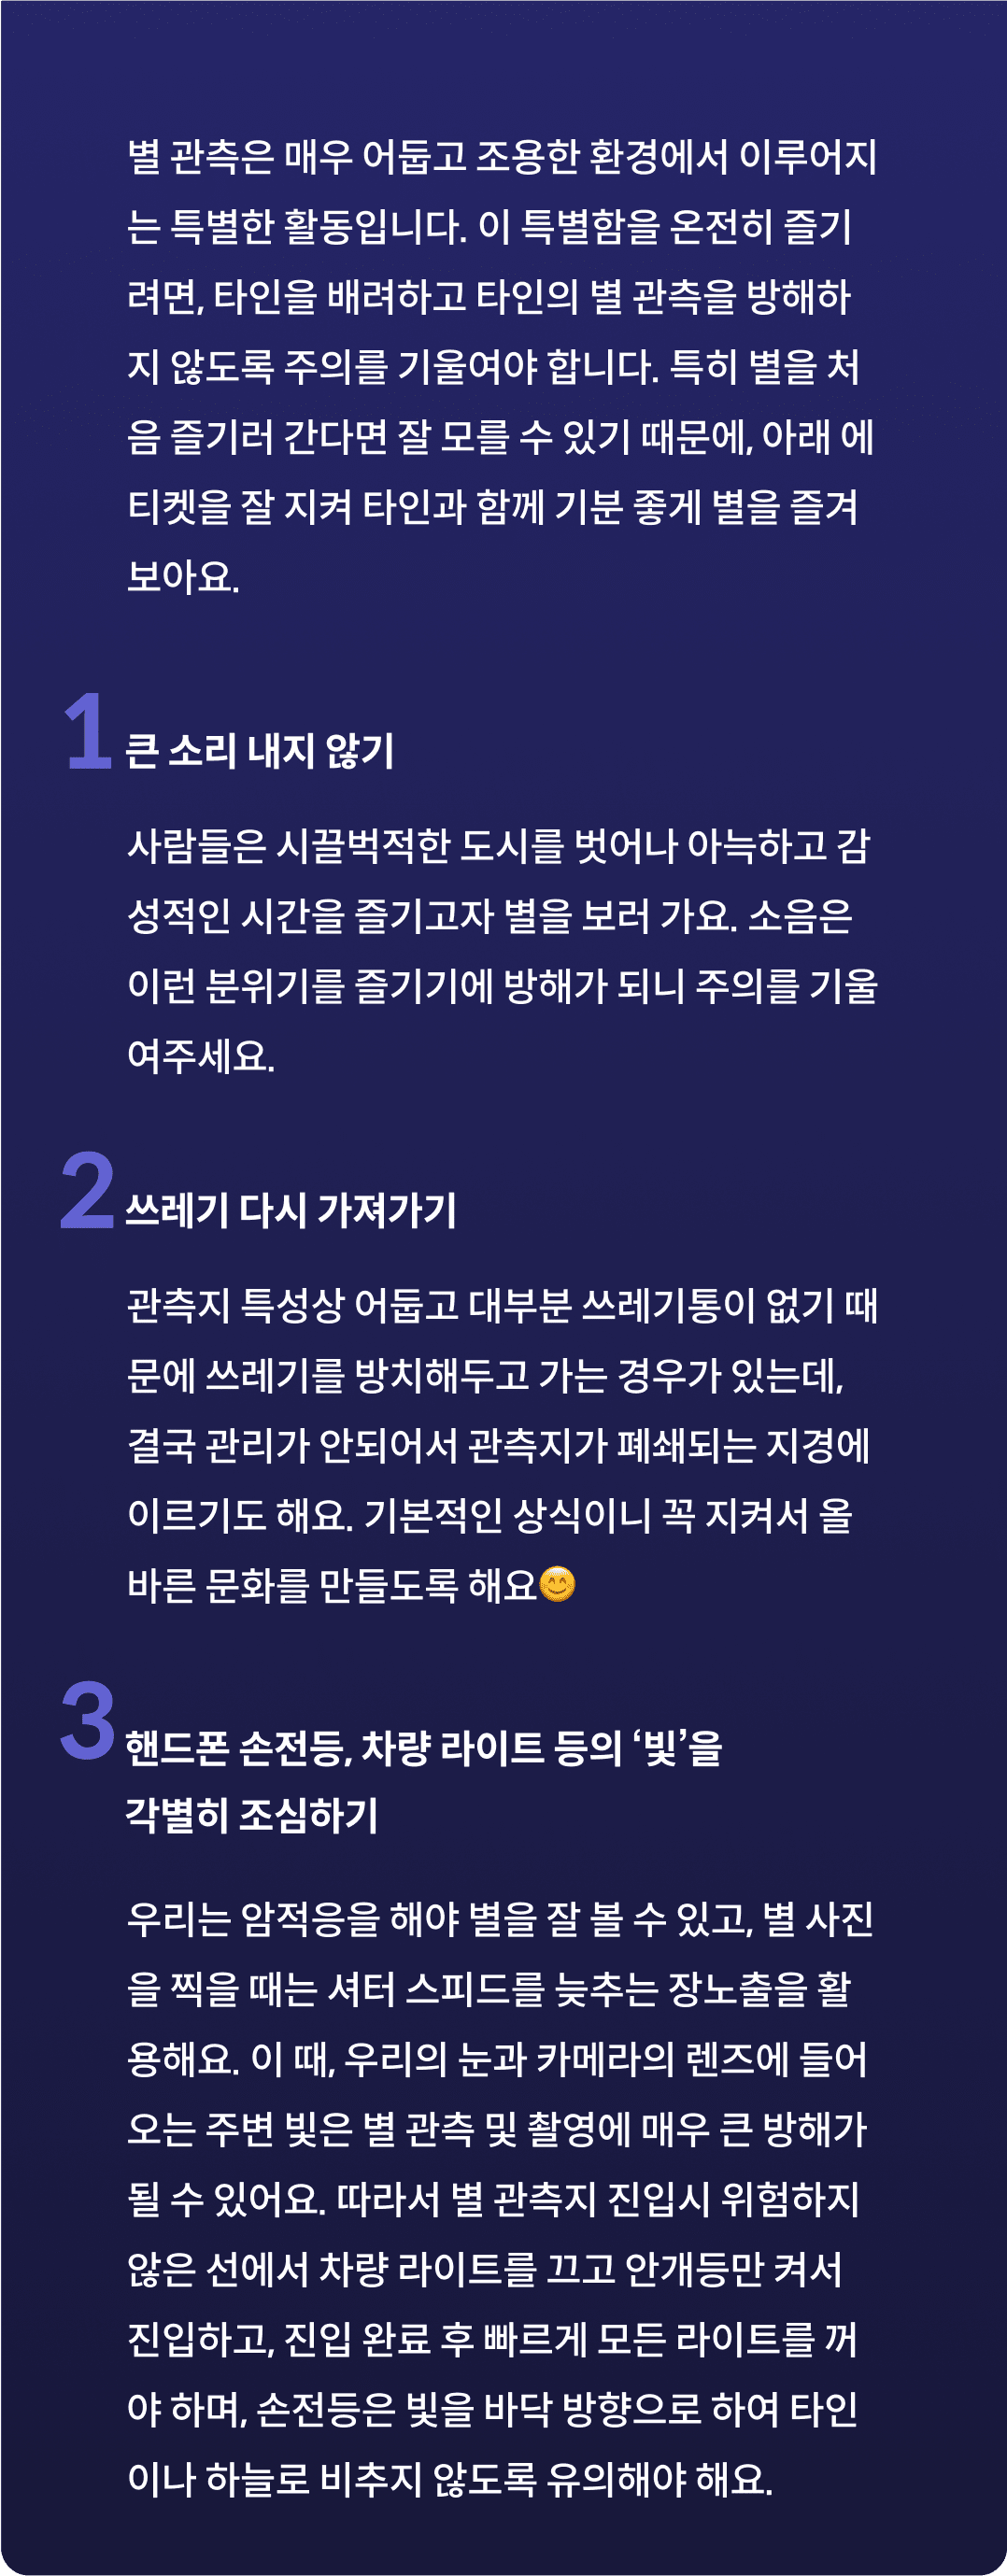 별 관측은 매우 어둡고 조용한 환경에서 이루어지
는 특별한 활동입니다. 이 특별함을 온전히 즐기
려면, 타인을 배려하고 타인의 별 관측을 방해하
지 않도록 주의를 기울여야 합니다. 특히 별을 처
음 즐기러 간다면 잘 모를 수 있기 때문에, 아래 에
티켓을 잘 지켜 타인과 함께 기분 좋게 별을 즐겨
보아요.
1 큰 소리 내지 않기
사람들은 시끌벅적한 도시를 벗어나 아늑하고 감
성적인 시간을 즐기고자 별을 보러 가요. 소음은
이런 분위기를 즐기기에 방해가 되니 주의를 기울
여주세요.
2 쓰레기 다시 가져가기
관측지 특성상 어둡고 대부분 쓰레기통이 없기 때
문에 쓰레기를 방치해두고 가는 경우가 있는데,
결국 관리가 안되어서 관측지가 폐쇄되는 지경에
이르기도 해요. 기본적인 상식이니 꼭 지켜서 올
바른 문화를 만들도록 해요😊
3 핸드폰 손전등, 차량 라이트 등의 ‘빛’을
각별히 조심하기
우리는 암적응을 해야 별을 잘 볼 수 있고, 별 사진
을 찍을 때는 셔터 스피드를 늦추는 장노출을 활
용해요. 이 때, 우리의 눈과 카메라의 렌즈에 들어
오는 주변 빛은 별 관측 및 촬영에 매우 큰 방해가
될 수 있어요. 따라서 별 관측지 진입시 위험하지
않은 선에서 차량 라이트를 끄고 안개등만 켜서
진입하고, 진입 완료 후 빠르게 모든 라이트를 꺼
야 하며, 손전등은 빛을 바닥 방향으로 하여 타인
이나 하늘로 비추지 않도록 유의해야 해요.